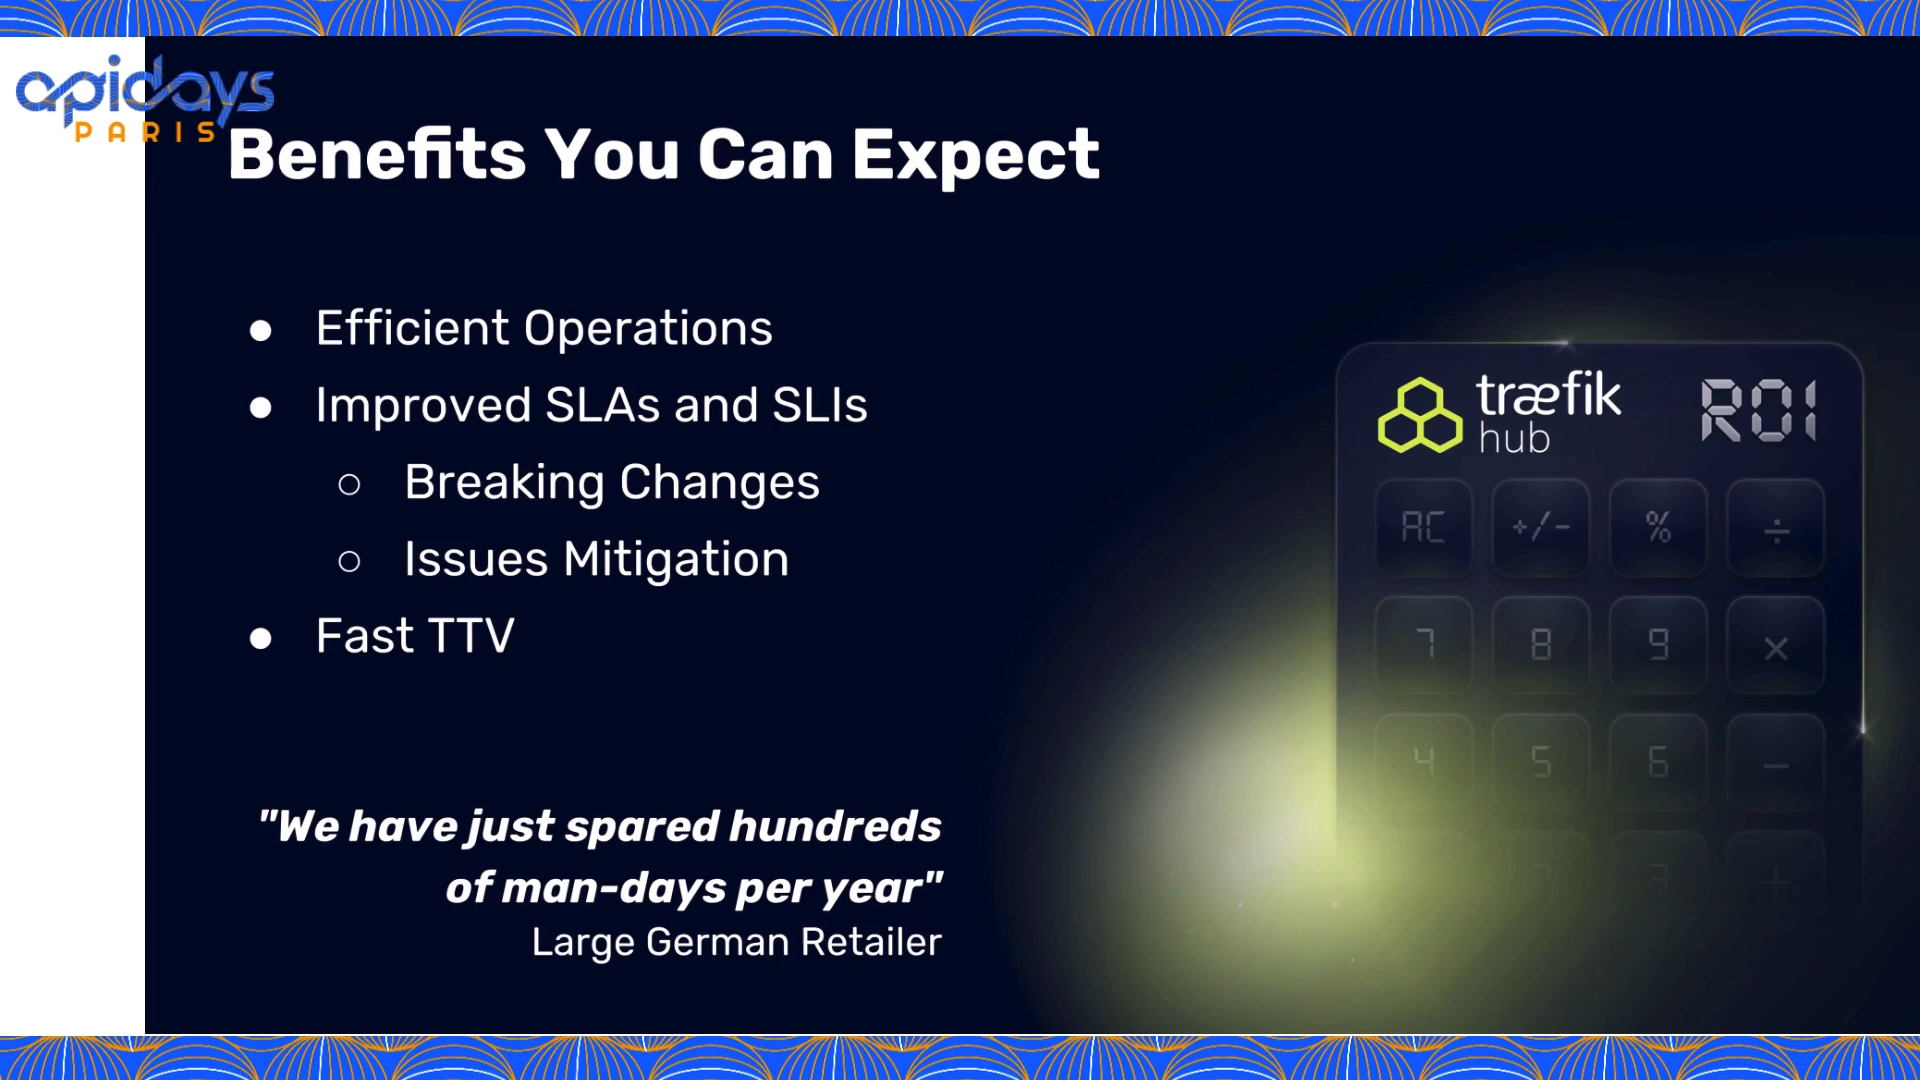 apidays
PARIS
Benefits You Can Expect
● Efficient Operations
● Improved SLAs and SLIs
○ Breaking Changes
○ Issues Mitigation
● Fast TTV
"We have just spared hundreds
of man-days per year"
Large German Retailer
træfik
hub
ROI
AC +/- % ÷
7 8 9 ×
4 5 6 −
2 3 +